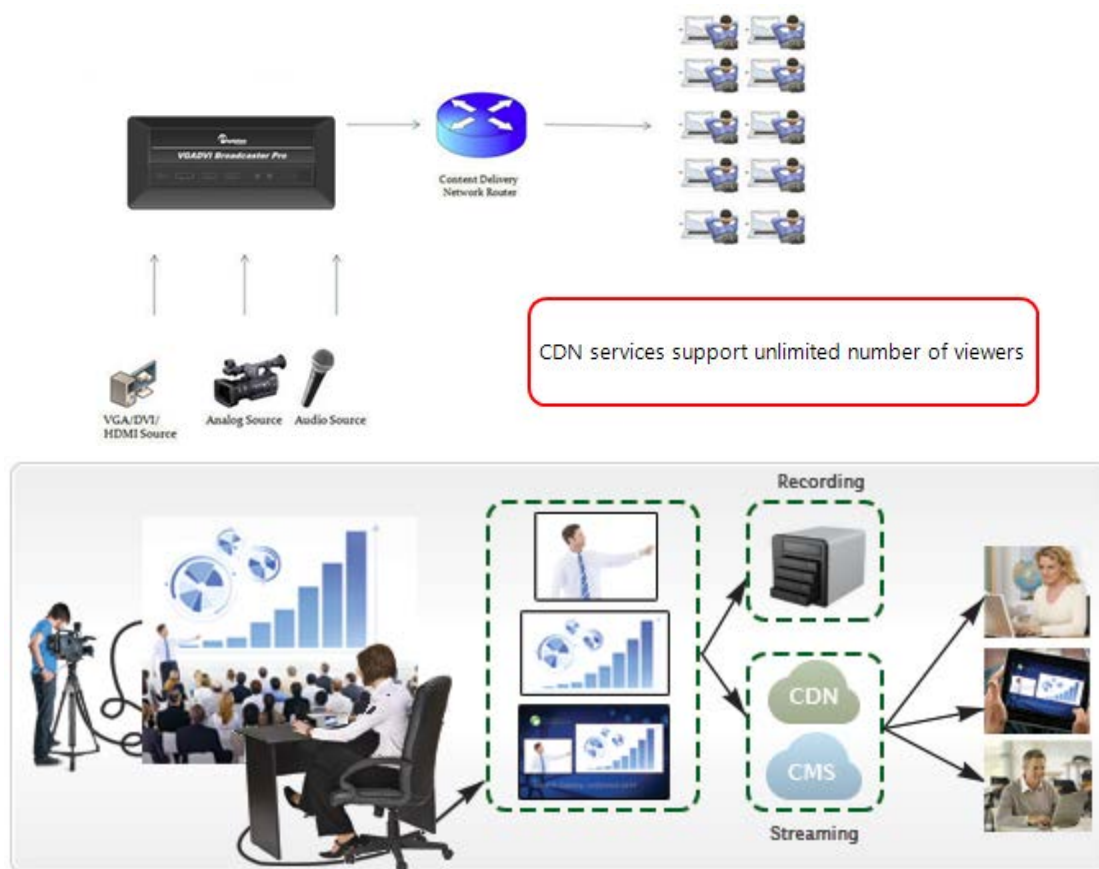 VGADVI Broadcaster Pro
Content Delivery
Network Router
CDN services support unlimited number of viewers
VGA/DVI/
HDMI Source
Analog Source
Audio Source
Recording
CDN
CMS
Streaming